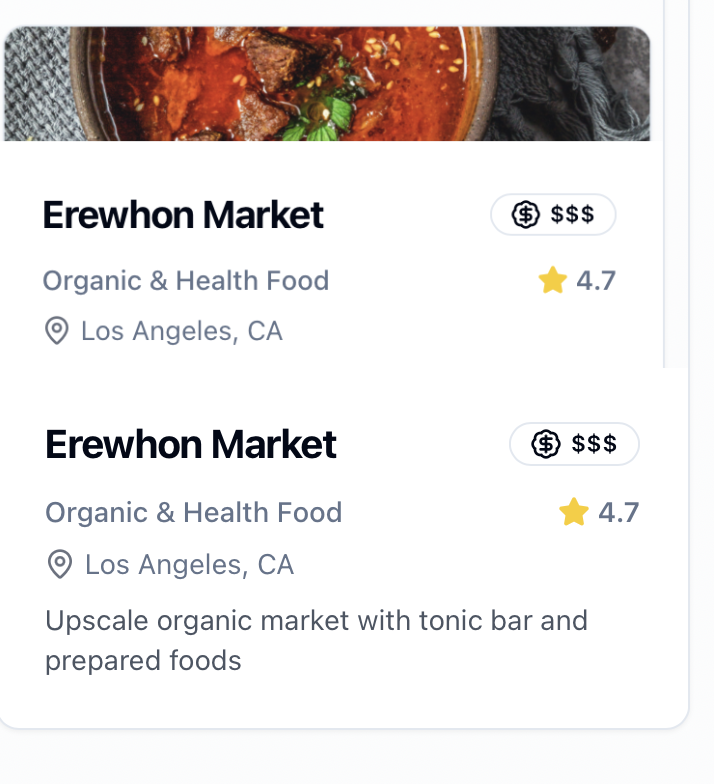 Erewhon Market
$ $$$
Organic & Health Food
4.7
Los Angeles, CA
Erewhon Market
$ $$$
Organic & Health Food
4.7
Los Angeles, CA
Upscale organic market with tonic bar and
prepared foods